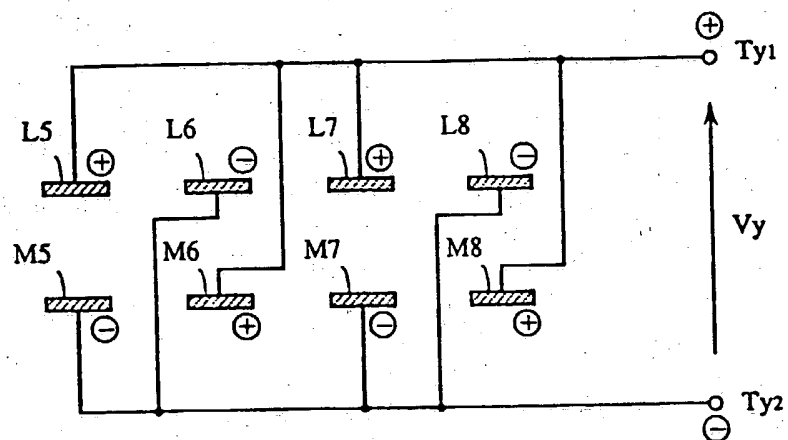 ⊕
Ty1
L5 ⊕ L6 ⊖ L7 ⊕ L8 ⊖
Vy
M5 M6 M7 M8
⊖ ⊕ ⊖ ⊕
Ty2
⊖